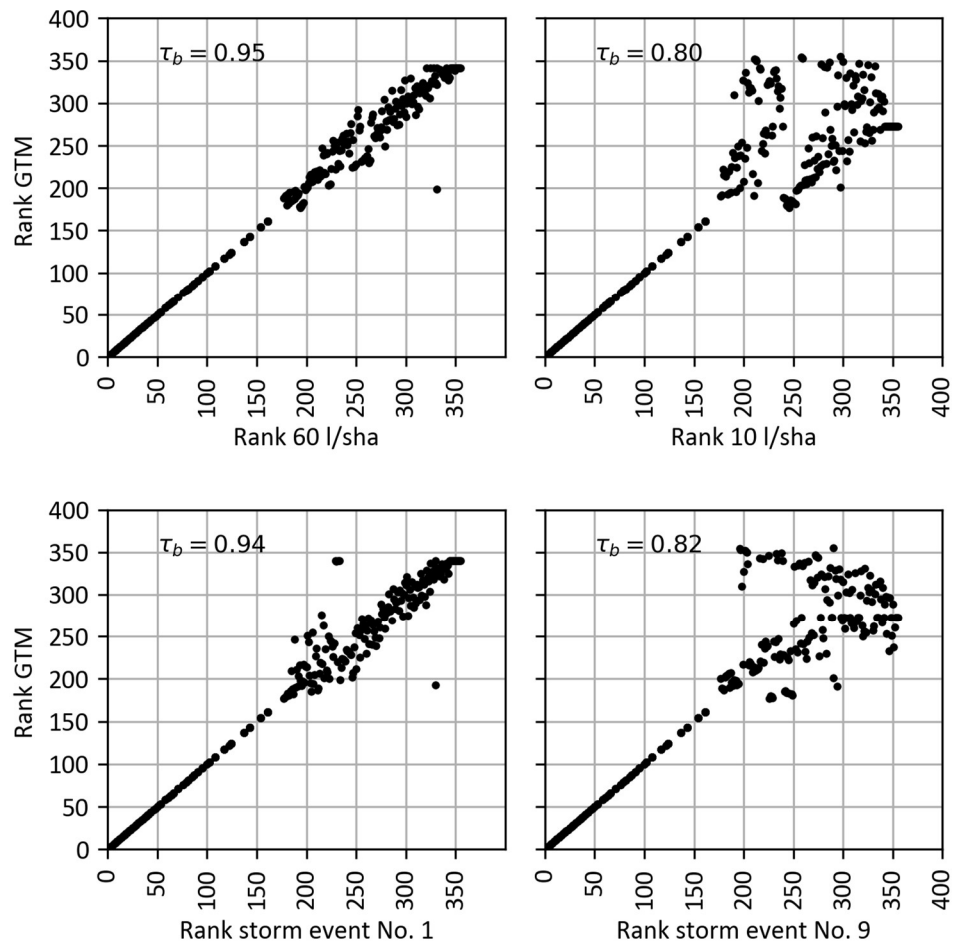 400
350
300
250
200
150
100
50
0
Rank GTM
τb = 0.95
0 50 100 150 200 250 300 350
Rank 60 l/sha
τb = 0.80
0 50 100 150 200 250 300 350 400
Rank 10 l/sha
400
350
300
250
200
150
100
50
0
Rank GTM
τb = 0.94
0 50 100 150 200 250 300 350
Rank storm event No. 1
τb = 0.82
0 50 100 150 200 250 300 350 400
Rank storm event No. 9